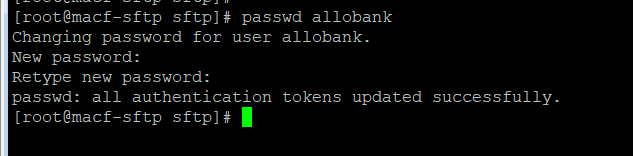 [root@macf-sftp sftp]# passwd allobank
Changing password for user allobank.
New password:
Retype new password:
passwd: all authentication tokens updated successfully.
[root@macf-sftp sftp]#